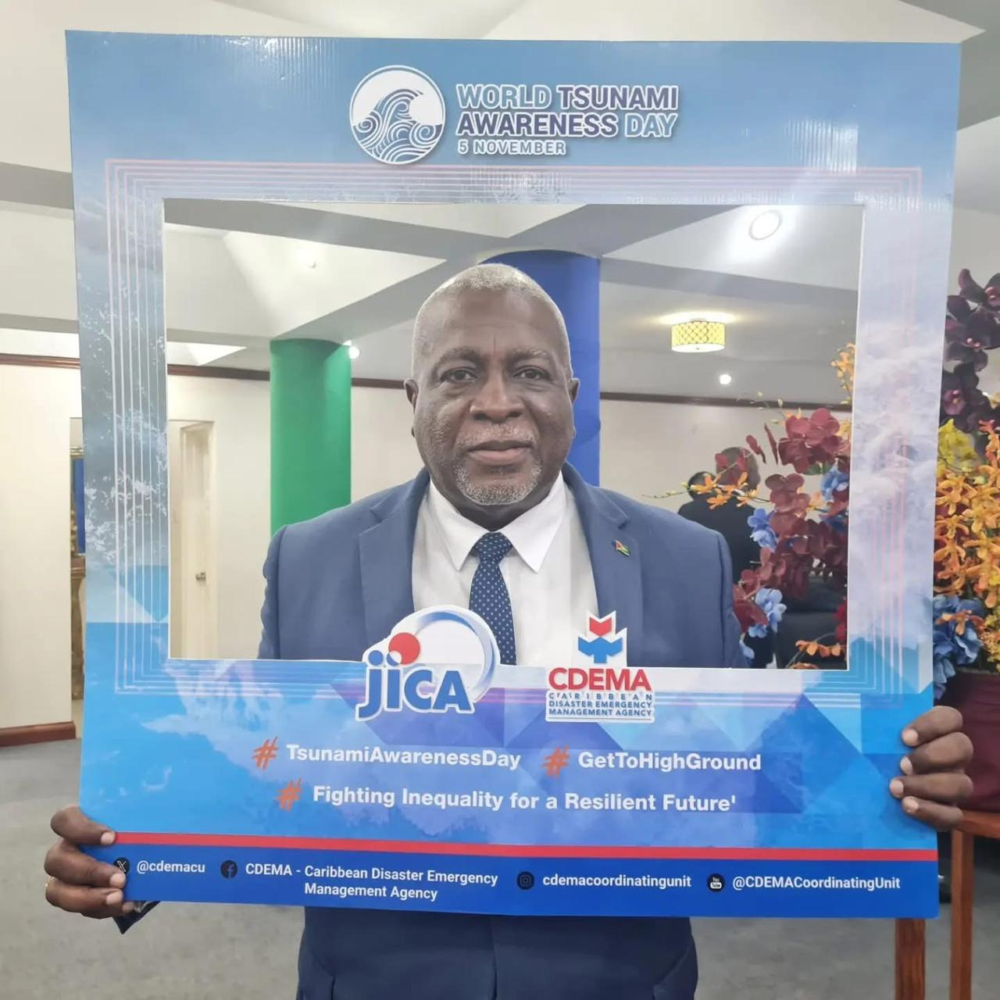 WORLD TSUNAMI
AWARENESS DAY
5 NOVEMBER
jica
CDEMA
CARIBBEAN
DISASTER EMERGENCY
MANAGEMENT AGENCY
# TsunamiAwarenessDay # GetToHighGround
# Fighting Inequality for a Resilient Future'
@cdemacu CDEMA - Caribbean Disaster Emergency cdemacoordinatingunit @CDEMACoordinatingUnit
Management Agency